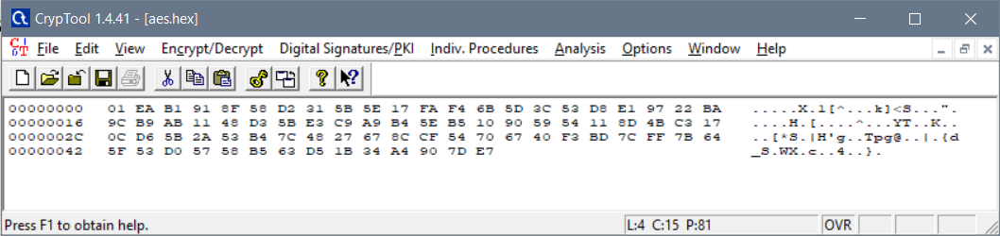 CrypTool 1.4.41 - [aes.hex]
File Edit View Encrypt/Decrypt Digital Signatures/PKI Indiv. Procedures Analysis Options Window Help
00000000 01 EA B1 91 8F 58 D2 31 5B 5E 17 FA F4 6B 5D 3C 53 D8 E1 97 22 BA .....X.1[^...k]<S...".
00000016 9C B9 AB 11 48 D3 5B E3 C9 A9 B4 5E B5 10 90 59 54 11 8D 4B C3 17 ....H.[....^...YT..K..
0000002C 0C D6 5B 2A 53 B4 7C 48 27 67 8C CF 54 70 67 40 F3 BD 7C FF 7B 64 ..[*S.|H'g..Tpg@..|.{d
00000042 5F 53 D0 57 58 B5 63 D5 1B 34 A4 90 7D E7 _S.WX.c..4..}.
Press F1 to obtain help. L:4 C:15 P:81 OVR